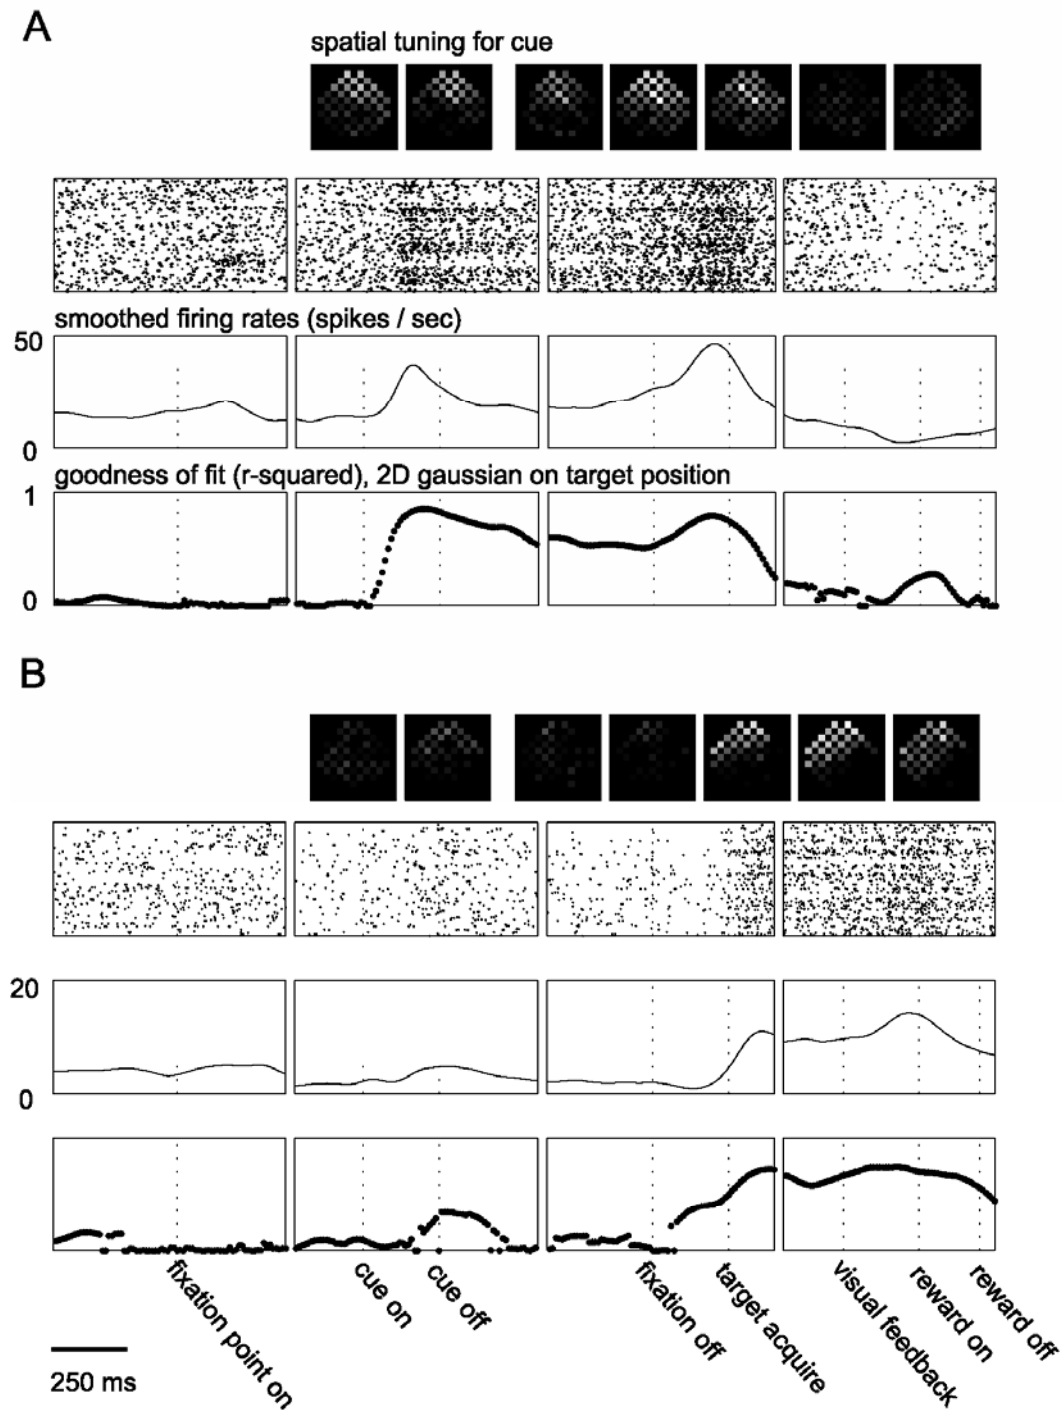 A
spatial tuning for cue
smoothed firing rates (spikes / sec)
50
0
goodness of fit (r-squared), 2D gaussian on target position
1
0
B
20
0
fixation point on
cue on
cue off
fixation off
target acquire
visual feedback
reward on
reward off
250 ms